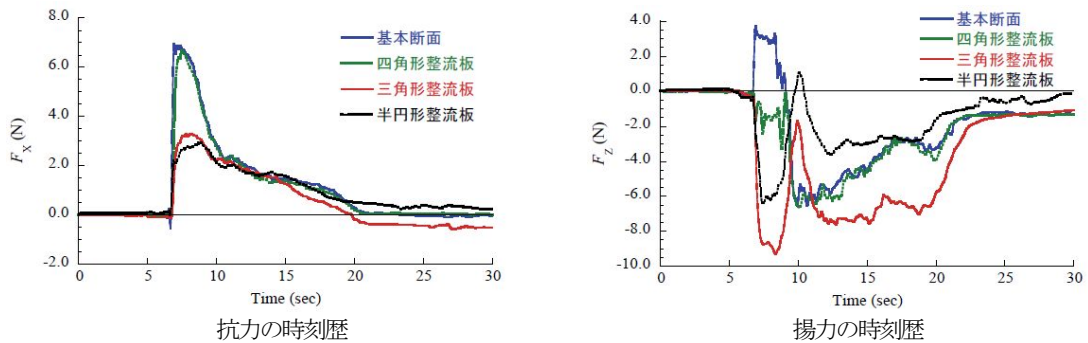 8.0
6.0
4.0
2.0
0.0
-2.0
F_X (N)
0 5 10 15 20 25 30
Time (sec)
基本断面
四角形整流板
三角形整流板
半円形整流板
抗力の時刻歴
4.0
2.0
0.0
-2.0
-4.0
-6.0
-8.0
-10.0
F_Z (N)
0 5 10 15 20 25 30
Time (sec)
基本断面
四角形整流板
三角形整流板
半円形整流板
揚力の時刻歴